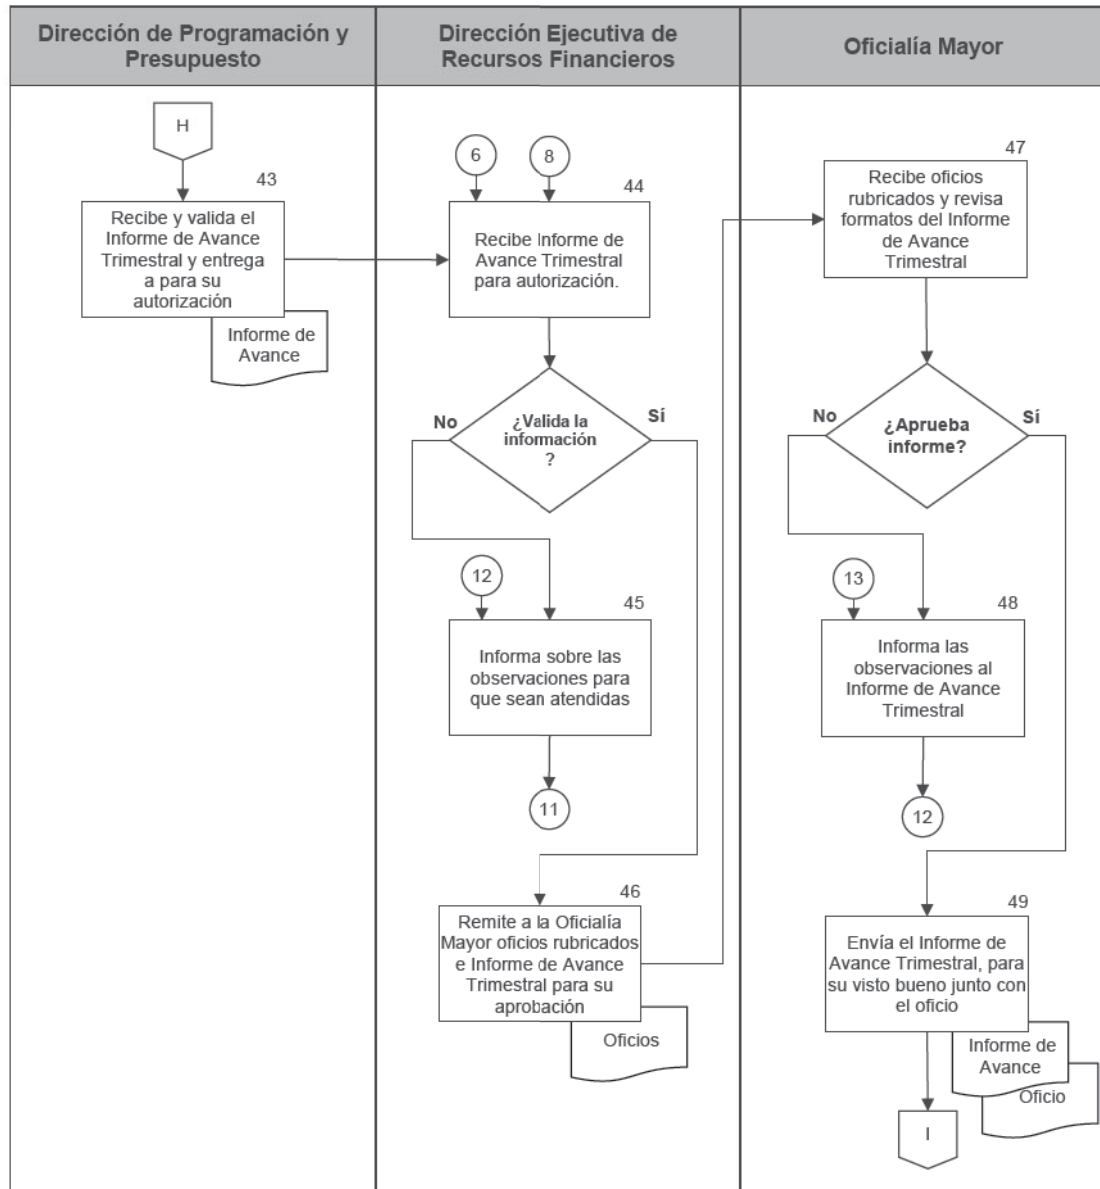 Dirección de Programación y
Presupuesto
Dirección Ejecutiva de
Recursos Financieros
Oficialía Mayor
H
43
Recibe y valida el
Informe de Avance
Trimestral y entrega
a para su
autorización
Informe de
Avance
6
8
44
Recibe Informe de
Avance Trimestral
para autorización.
No
¿Valida la
información
?
Sí
12
45
Informa sobre las
observaciones para
que sean atendidas
11
46
Remite a la Oficialía
Mayor oficios rubricados
e Informe de Avance
Trimestral para su
aprobación
Oficios
47
Recibe oficios
rubricados y revisa
formatos del Informe
de Avance
Trimestral
No
¿Aprueba
informe?
Sí
13
48
Informa las
observaciones al
Informe de Avance
Trimestral
12
49
Envía el Informe de
Avance Trimestral, para
su visto bueno junto con
el oficio
Informe de
Avance
Oficio
I